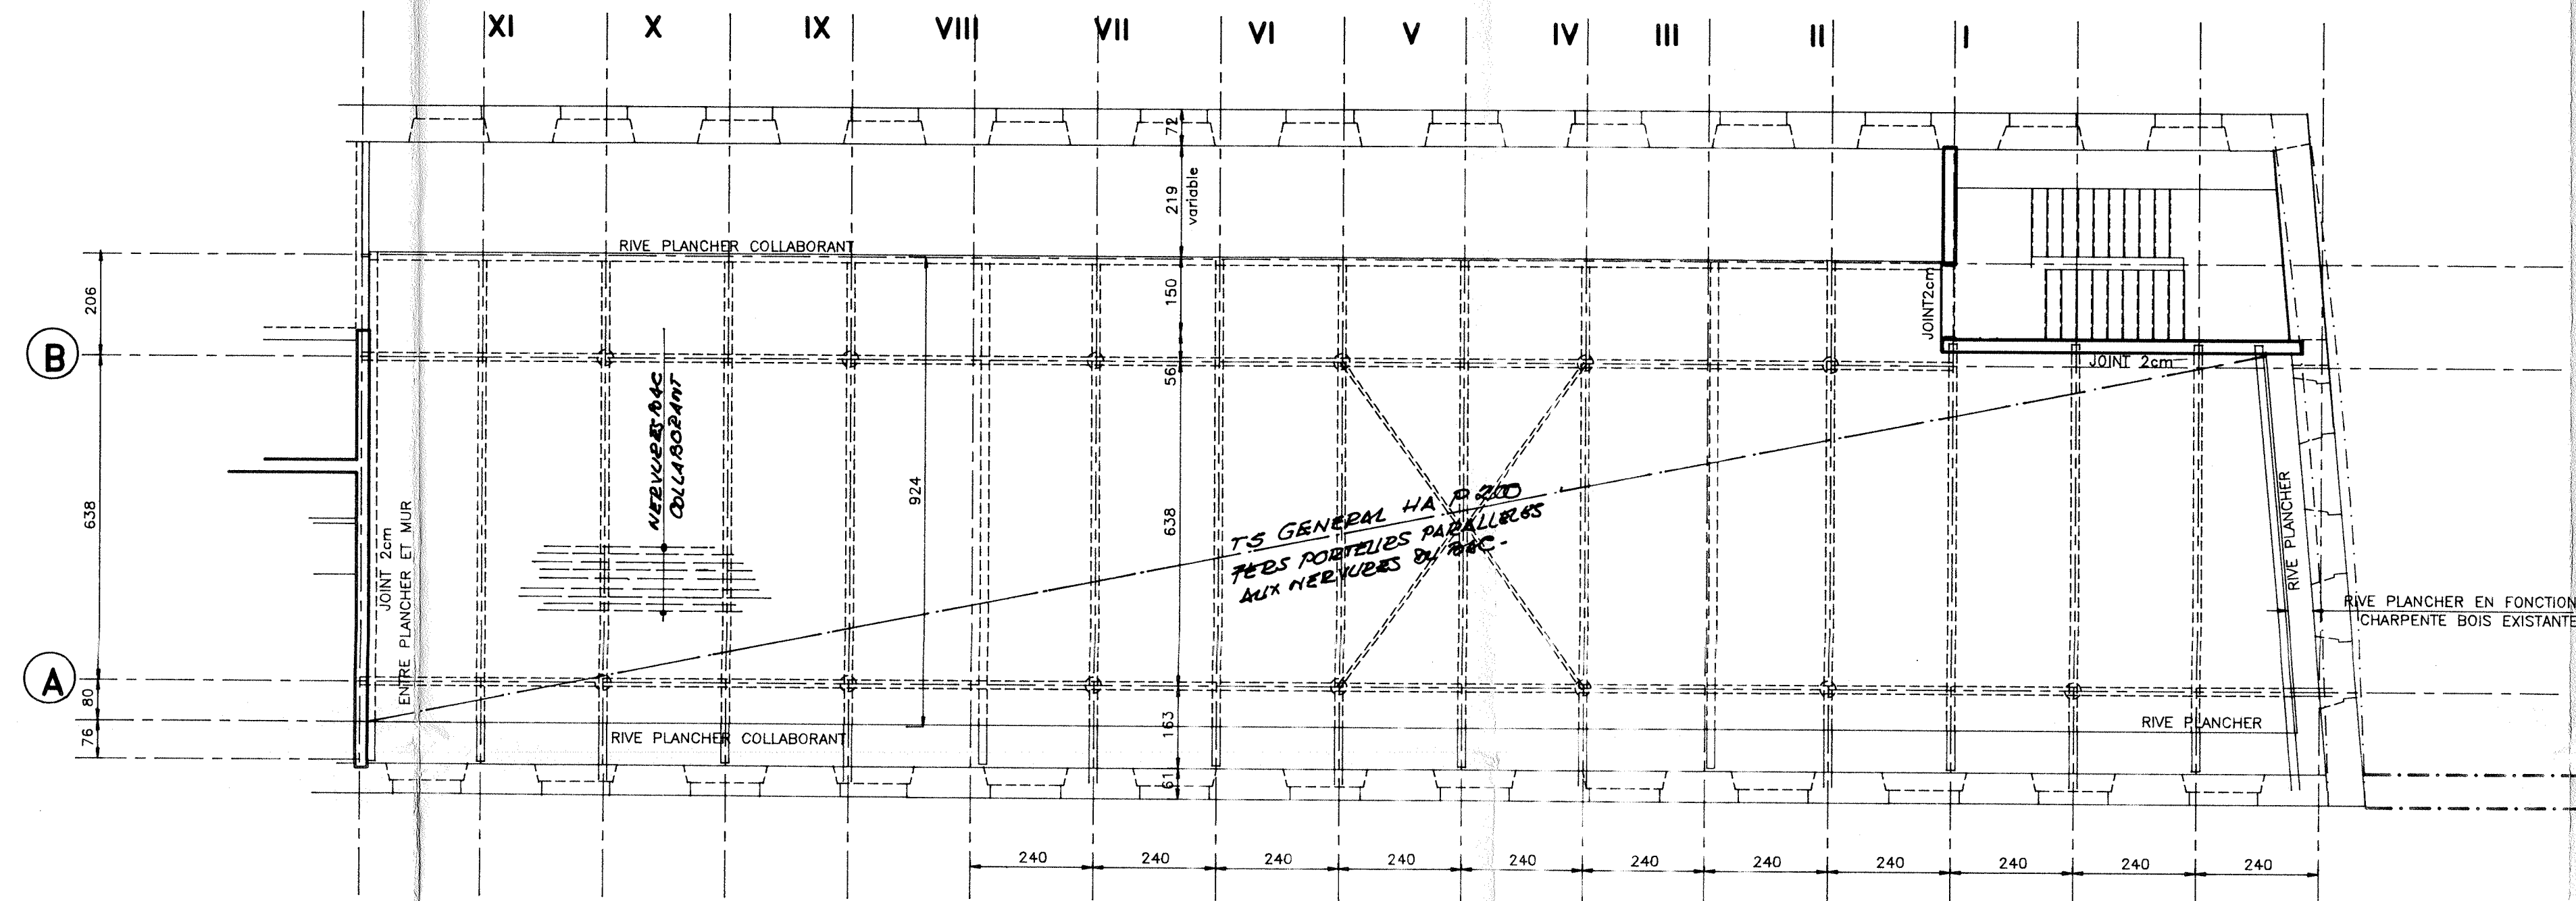 XI X IX VIII VII VI V IV III II I
72
219
variable
RIVE PLANCHER COLLABORANT
206
150
JOINT 2cm
B
56
JOINT 2cm
NERVURES BAC
COLLABORANT
638
924
638
TS GENERAL HA P 200
FERS PORTEURS PARALLELES
AUX NERVURES DU BAC.
JOINT 2cm
ENTRE PLANCHER ET MUR
RIVE PLANCHER
RIVE PLANCHER EN FONCTION
CHARPENTE BOIS EXISTANTE
A
80
163
RIVE PLANCHER
76
RIVE PLANCHER COLLABORANT
61
240 240 240 240 240 240 240 240 240 240 240